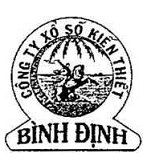 CÔNG TY XỔ SỐ KIẾN THIẾT
BÌNH ĐỊNH